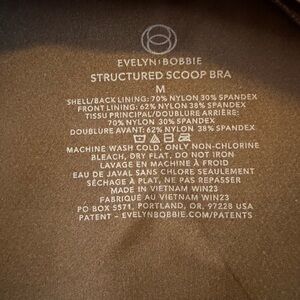 EVELYN BOBBIE
STRUCTURED SCOOP BRA
M
SHELL/BACK LINING: 70% NYLON 30% SPANDEX
FRONT LINING: 62% NYLON 38% SPANDEX
TISSU PRINCIPAL/DOUBLURE ARRIÈRE:
70% NYLON 30% SPANDEX
DOUBLURE AVANT: 62% NYLON 38% SPANDEX
MACHINE WASH COLD, ONLY NON-CHLORINE
BLEACH, DRY FLAT, DO NOT IRON
LAVAGE EN MACHINE À FROID
EAU DE JAVAL SANS CHLORE SEULEMENT
SÉCHAGE À PLAT, NE PAS REPASSER
MADE IN VIETNAM WIN23
FABRIQUÉ AU VIETNAM WIN23
PO BOX 5571, PORTLAND, OR, 97228 USA
PATENT – EVELYNBOBBIE.COM/PATENTS